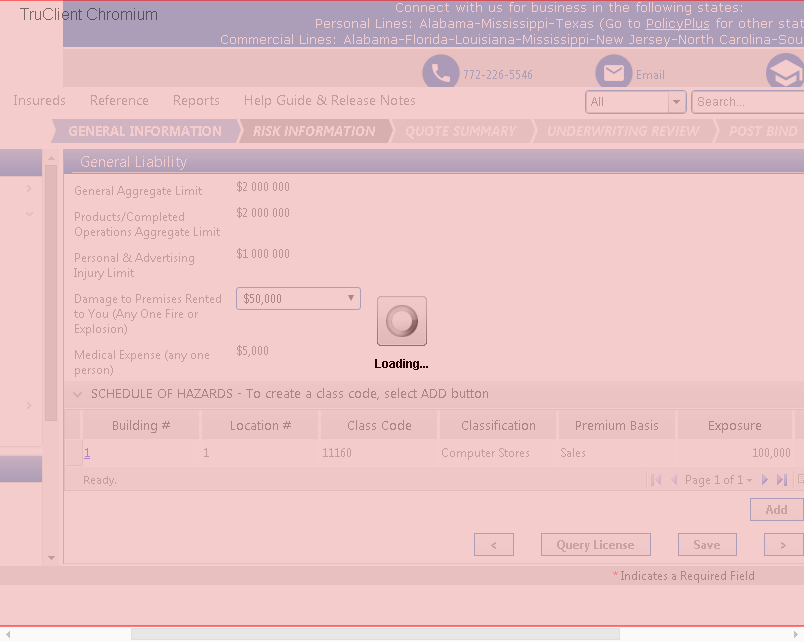 TruClient Chromium
Connect with us for business in the following states:
Personal Lines: Alabama-Mississippi-Texas (Go to PolicyPlus for other stat
Commercial Lines: Alabama-Florida-Louisiana-Mississippi-New Jersey-North Carolina-Sou
772-226-5546 Email
Insureds Reference Reports Help Guide & Release Notes All Search...
GENERAL INFORMATION RISK INFORMATION QUOTE SUMMARY UNDERWRITING REVIEW POST BIND
General Liability
General Aggregate Limit $2 000 000
Products/Completed $2 000 000
Operations Aggregate Limit
Personal & Advertising $1 000 000
Injury Limit
Damage to Premises Rented $50,000
to You (Any One Fire or
Explosion)
Medical Expense (any one $5,000
person)
Loading...
SCHEDULE OF HAZARDS - To create a class code, select ADD button
Building # Location # Class Code Classification Premium Basis Exposure
1 1 11160 Computer Stores Sales 100,000
Ready. Page 1 of 1
Add
< Query License Save >
* Indicates a Required Field